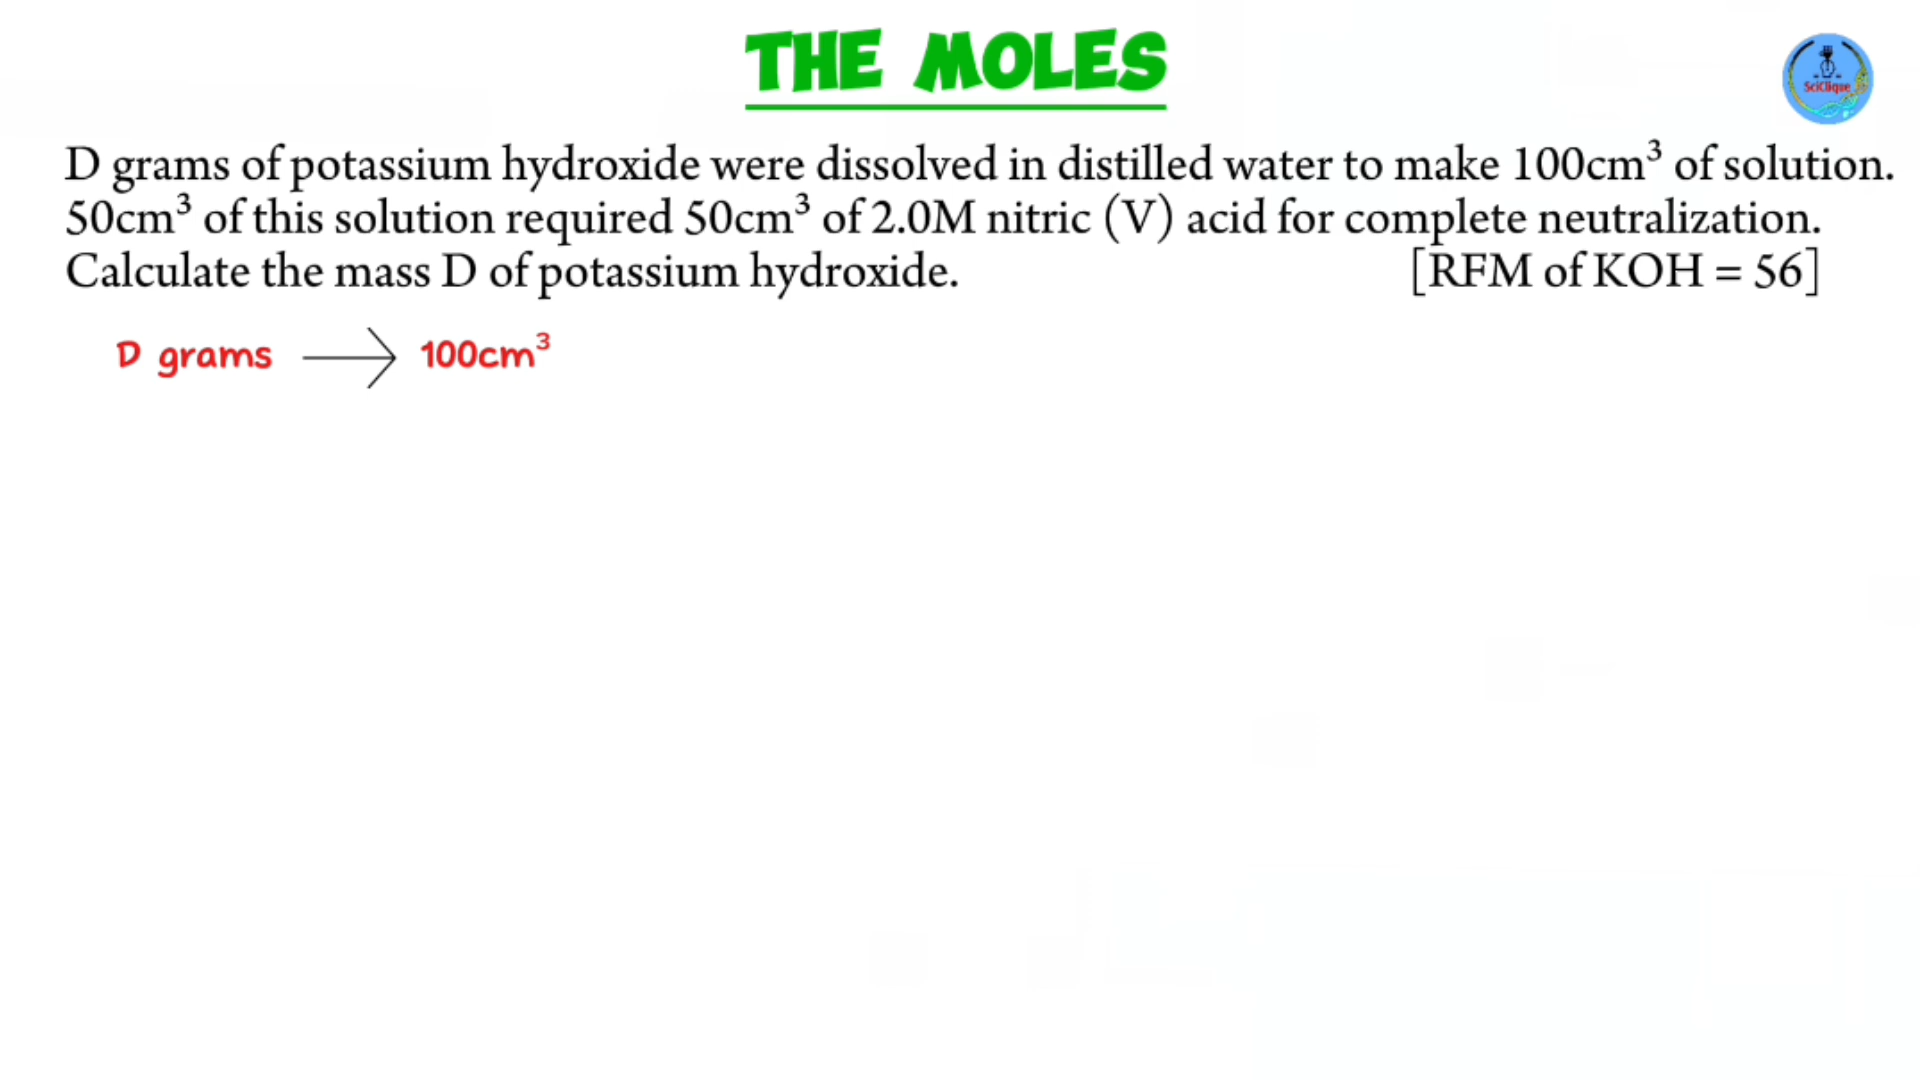 THE MOLES
SciClique
D grams of potassium hydroxide were dissolved in distilled water to make 100cm³ of solution.
50cm³ of this solution required 50cm³ of 2.0M nitric (V) acid for complete neutralization.
Calculate the mass D of potassium hydroxide. [RFM of KOH = 56]
D grams → 100cm³